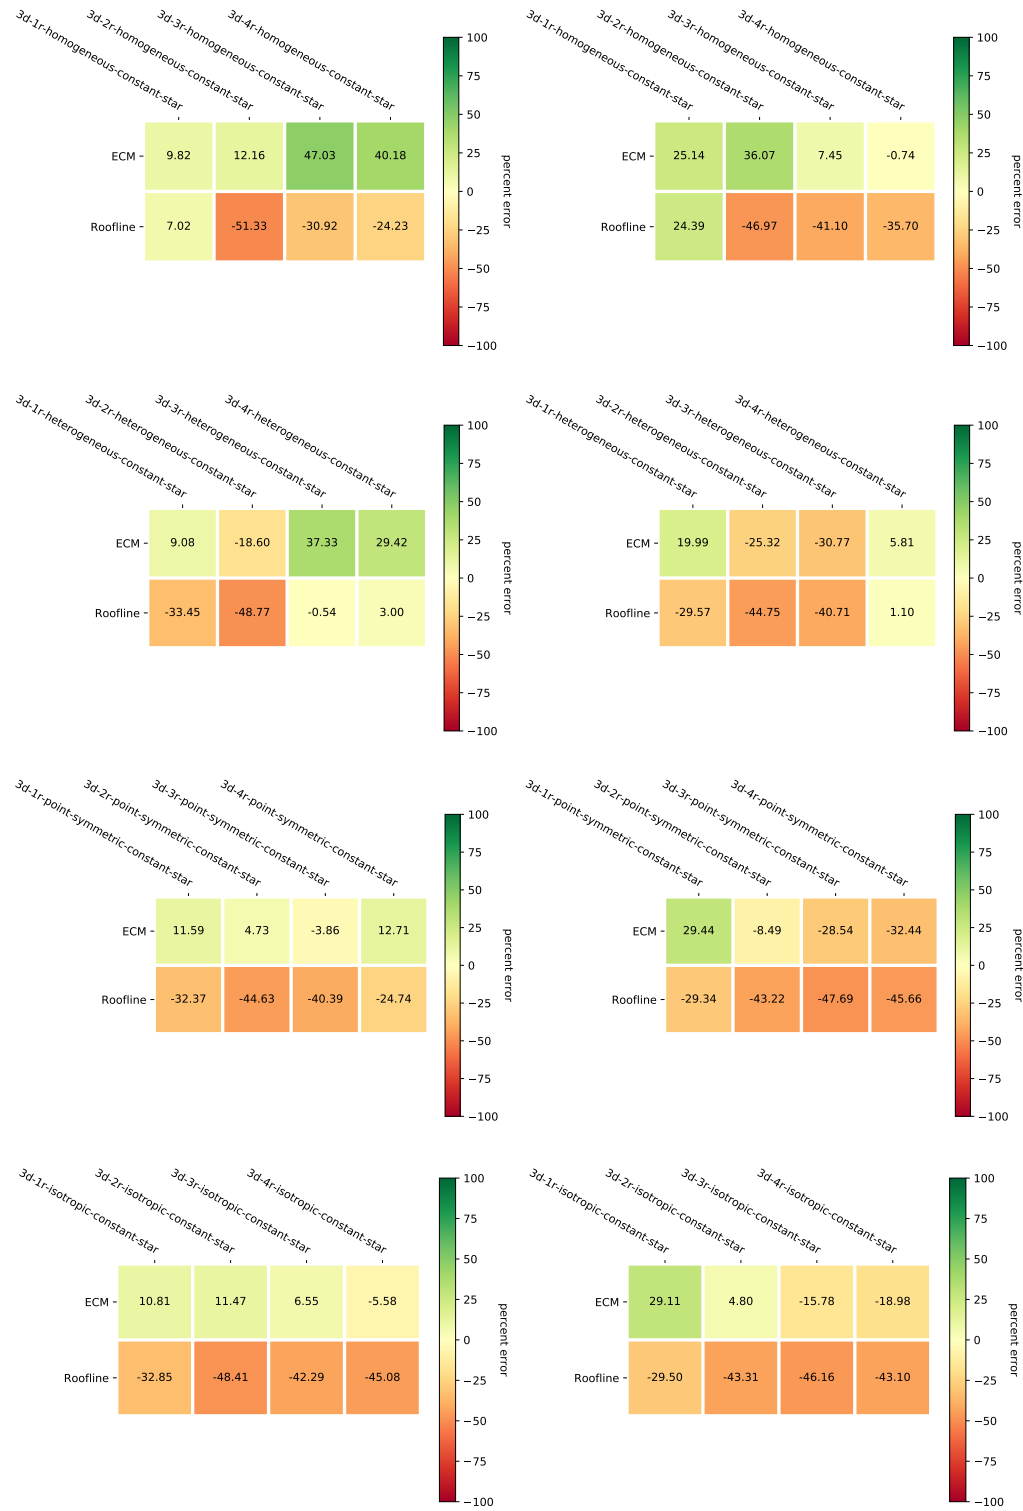 3d-1r-homogeneous-constant-star
3d-2r-homogeneous-constant-star
3d-3r-homogeneous-constant-star
3d-4r-homogeneous-constant-star
ECM 9.82 12.16 47.03 40.18
Roofline 7.02 -51.33 -30.92 -24.23
100
75
50
25
0
−25
−50
−75
−100
percent error
3d-1r-homogeneous-constant-star
3d-2r-homogeneous-constant-star
3d-3r-homogeneous-constant-star
3d-4r-homogeneous-constant-star
ECM 25.14 36.07 7.45 -0.74
Roofline 24.39 -46.97 -41.10 -35.70
100
75
50
25
0
−25
−50
−75
−100
percent error
3d-1r-heterogeneous-constant-star
3d-2r-heterogeneous-constant-star
3d-3r-heterogeneous-constant-star
3d-4r-heterogeneous-constant-star
ECM 9.08 -18.60 37.33 29.42
Roofline -33.45 -48.77 -0.54 3.00
100
75
50
25
0
−25
−50
−75
−100
percent error
3d-1r-heterogeneous-constant-star
3d-2r-heterogeneous-constant-star
3d-3r-heterogeneous-constant-star
3d-4r-heterogeneous-constant-star
ECM 19.99 -25.32 -30.77 5.81
Roofline -29.57 -44.75 -40.71 1.10
100
75
50
25
0
−25
−50
−75
−100
percent error
3d-1r-point-symmetric-constant-star
3d-2r-point-symmetric-constant-star
3d-3r-point-symmetric-constant-star
3d-4r-point-symmetric-constant-star
ECM 11.59 4.73 -3.86 12.71
Roofline -32.37 -44.63 -40.39 -24.74
100
75
50
25
0
−25
−50
−75
−100
percent error
3d-1r-point-symmetric-constant-star
3d-2r-point-symmetric-constant-star
3d-3r-point-symmetric-constant-star
3d-4r-point-symmetric-constant-star
ECM 29.44 -8.49 -28.54 -32.44
Roofline -29.34 -43.22 -47.69 -45.66
100
75
50
25
0
−25
−50
−75
−100
percent error
3d-1r-isotropic-constant-star
3d-2r-isotropic-constant-star
3d-3r-isotropic-constant-star
3d-4r-isotropic-constant-star
ECM 10.81 11.47 6.55 -5.58
Roofline -32.85 -48.41 -42.29 -45.08
100
75
50
25
0
−25
−50
−75
−100
percent error
3d-1r-isotropic-constant-star
3d-2r-isotropic-constant-star
3d-3r-isotropic-constant-star
3d-4r-isotropic-constant-star
ECM 29.11 4.80 -15.78 -18.98
Roofline -29.50 -43.31 -46.16 -43.10
100
75
50
25
0
−25
−50
−75
−100
percent error